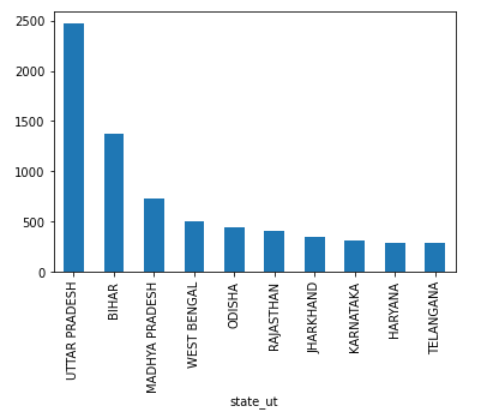 2500
2000
1500
1000
500
0
UTTAR PRADESH
BIHAR
MADHYA PRADESH
WEST BENGAL
ODISHA
RAJASTHAN
JHARKHAND
KARNATAKA
HARYANA
TELANGANA
state_ut